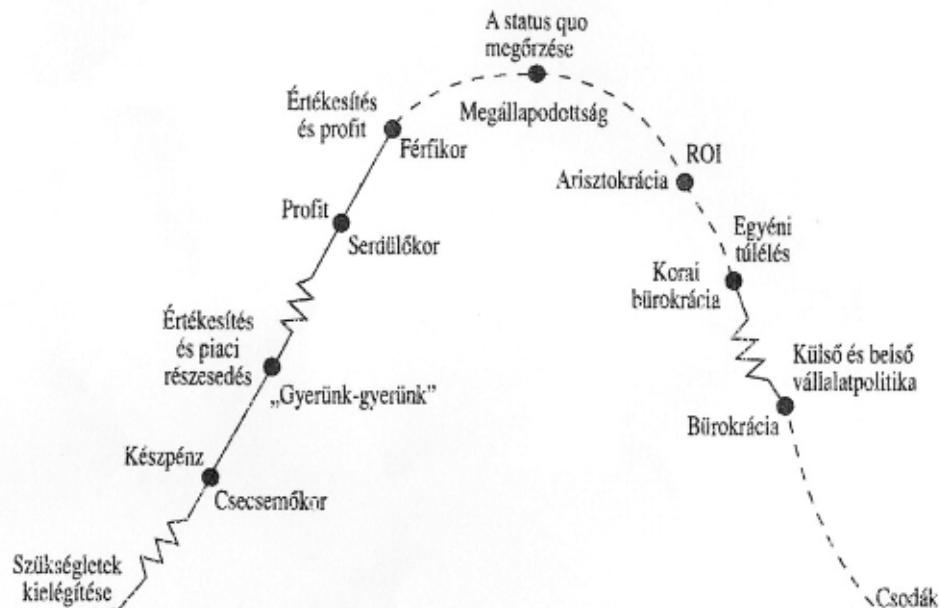 A status quo
megőrzése
Értékesítés
és profit
Megállapodottság
Férfikor
ROI
Arisztokrácia
Profit
Serdülőkor
Egyéni
túlélés
Korai
bürokrácia
Értékesítés
és piaci
részesedés
„Gyerünk-gyerünk”
Külső és belső
vállalatpolitika
Bürokrácia
Készpénz
Csecsemőkor
Szükségletek
kielégítése
Csodák